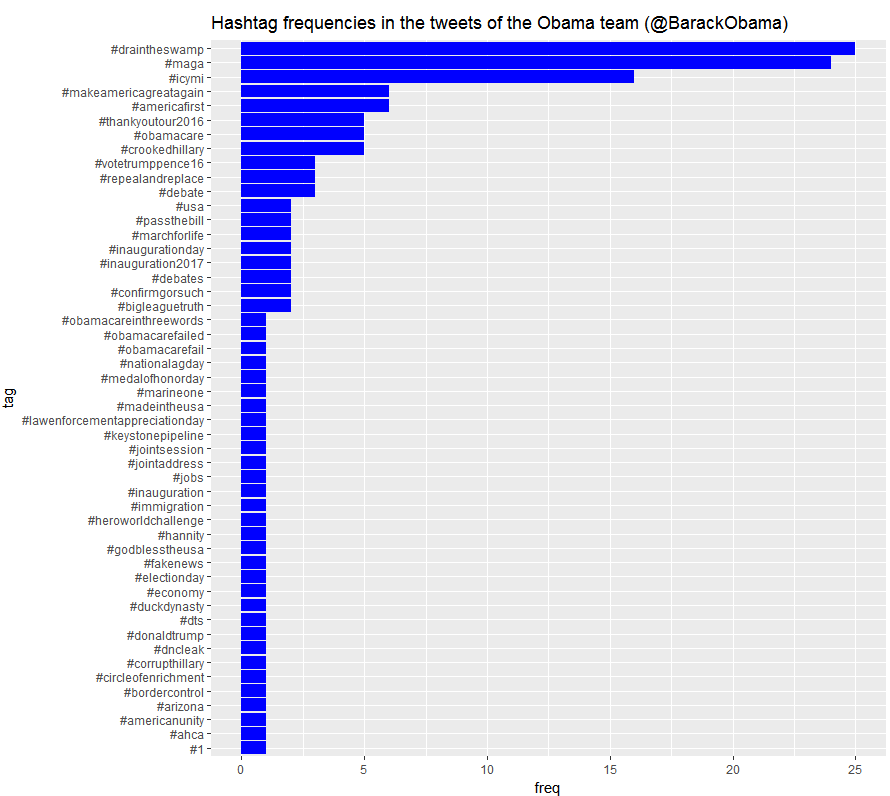 Hashtag frequencies in the tweets of the Obama team (@BarackObama)
#draintheswamp
#maga
#icymi
#makeamericagreatagain
#americafirst
#thankyoutour2016
#obamacare
#crookedhillary
#votetrumppence16
#repealandreplace
#debate
#usa
#passthebill
#marchforlife
#inaugurationday
#inauguration2017
#debates
#confirmgorsuch
#bigleaguetruth
#obamacareinthreewords
#obamacarefailed
#obamacarefail
#nationalagday
#medalofhonorday
#marineone
#madeintheusa
#lawenforcementappreciationday
#keystonepipeline
#jointsession
#jointaddress
#jobs
#inauguration
#immigration
#heroworldchallenge
#hannity
#godblesstheusa
#fakenews
#electionday
#economy
#duckdynasty
#dts
#donaldtrump
#dncleak
#corrupthillary
#circleofenrichment
#bordercontrol
#arizona
#americanunity
#ahca
#1
tag
0 5 10 15 20 25
freq